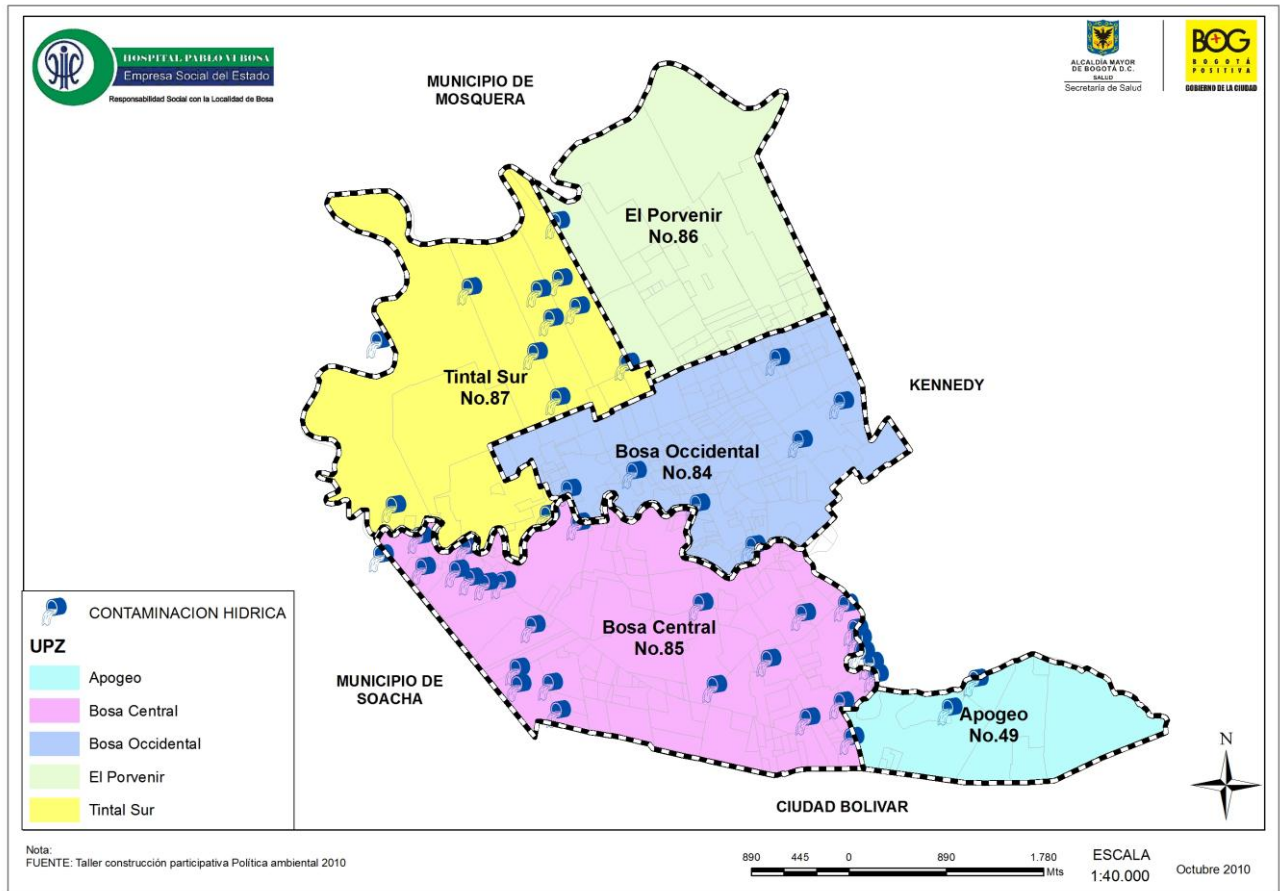 HOSPITAL PABLO VI BOSA
Empresa Social del Estado
Responsabilidad Social con la Localidad de Bosa
ALCALDÍA MAYOR
DE BOGOTÁ D.C.
SALUD
Secretaría de Salud
BOG
BOGOTÁ
POSITIVA
GOBIERNO DE LA CIUDAD
MUNICIPIO DE
MOSQUERA
El Porvenir
No.86
Tintal Sur
No.87
KENNEDY
Bosa Occidental
No.84
Bosa Central
No.85
MUNICIPIO DE
SOACHA
Apogeo
No.49
CIUDAD BOLIVAR
N
CONTAMINACION HIDRICA
UPZ
Apogeo
Bosa Central
Bosa Occidental
El Porvenir
Tintal Sur
Nota:
FUENTE: Taller construcción participativa Política ambiental 2010
890 445 0 890 1.780
Mts
ESCALA
1:40.000
Octubre 2010